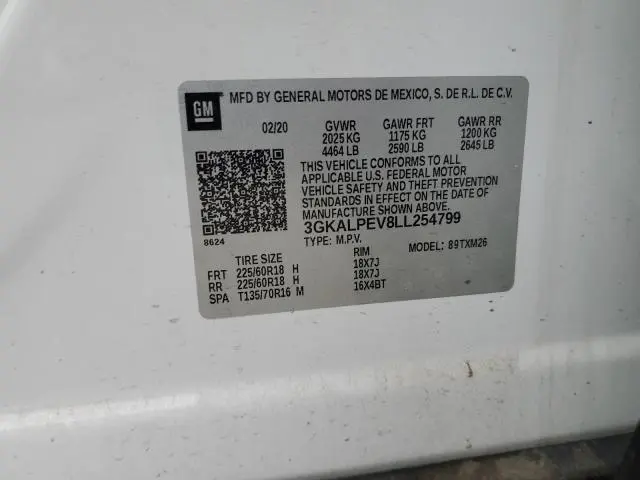 GM MFD BY GENERAL MOTORS DE MEXICO, S. DE R.L. DE C.V.
02/20 GVWR GAWR FRT GAWR RR
2025 KG 1175 KG 1200 KG
4464 LB 2590 LB 2645 LB
THIS VEHICLE CONFORMS TO ALL
APPLICABLE U.S. FEDERAL MOTOR
VEHICLE SAFETY AND THEFT PREVENTION
STANDARDS IN EFFECT ON THE DATE OF
MANUFACTURE SHOWN ABOVE.
3GKALPEV8LL254799
8624 TYPE: M.P.V. MODEL: 89TXM26
TIRE SIZE RIM
FRT 225/60R18 H 18X7J
RR 225/60R18 H 18X7J
SPA T135/70R16 M 16X4BT